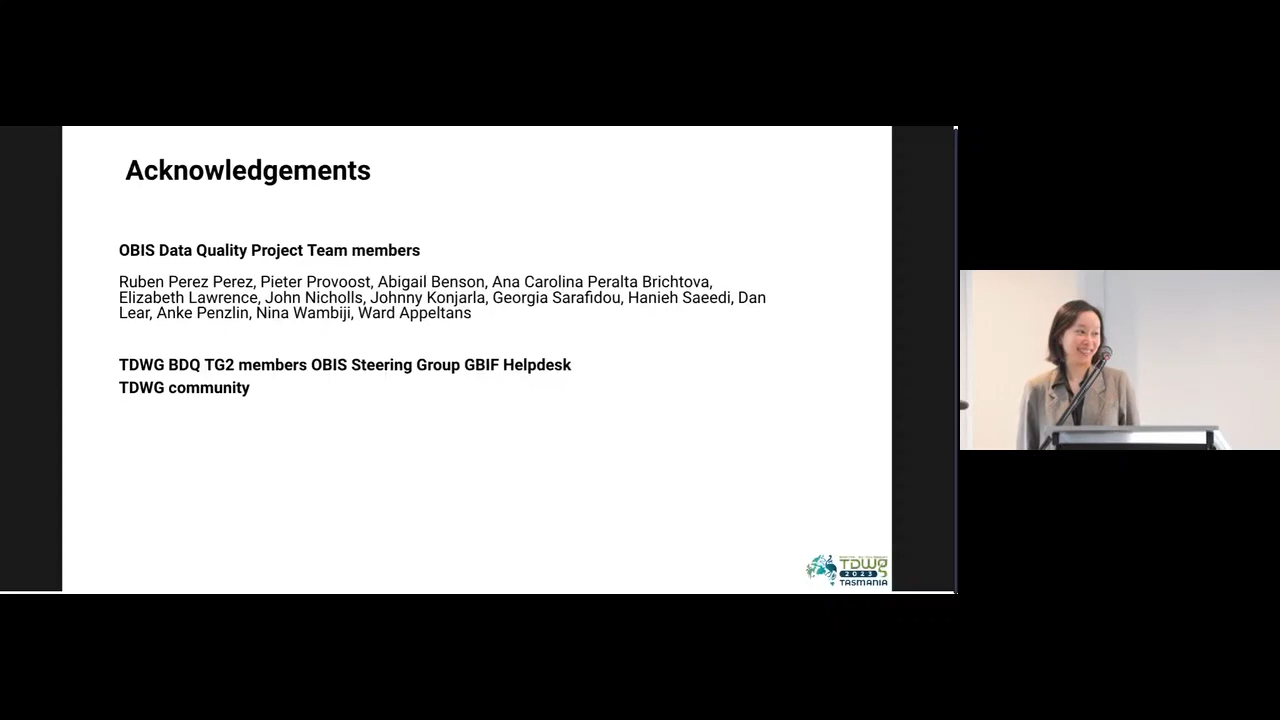 Acknowledgements
OBIS Data Quality Project Team members
Ruben Perez Perez, Pieter Provoost, Abigail Benson, Ana Carolina Peralta Brichtova,
Elizabeth Lawrence, John Nicholls, Johnny Konjarla, Georgia Sarafidou, Hanieh Saeedi, Dan
Lear, Anke Penzlin, Nina Wambiji, Ward Appeltans
TDWG BDQ TG2 members OBIS Steering Group GBIF Helpdesk
TDWG community
TDWG
2023
TASMANIA